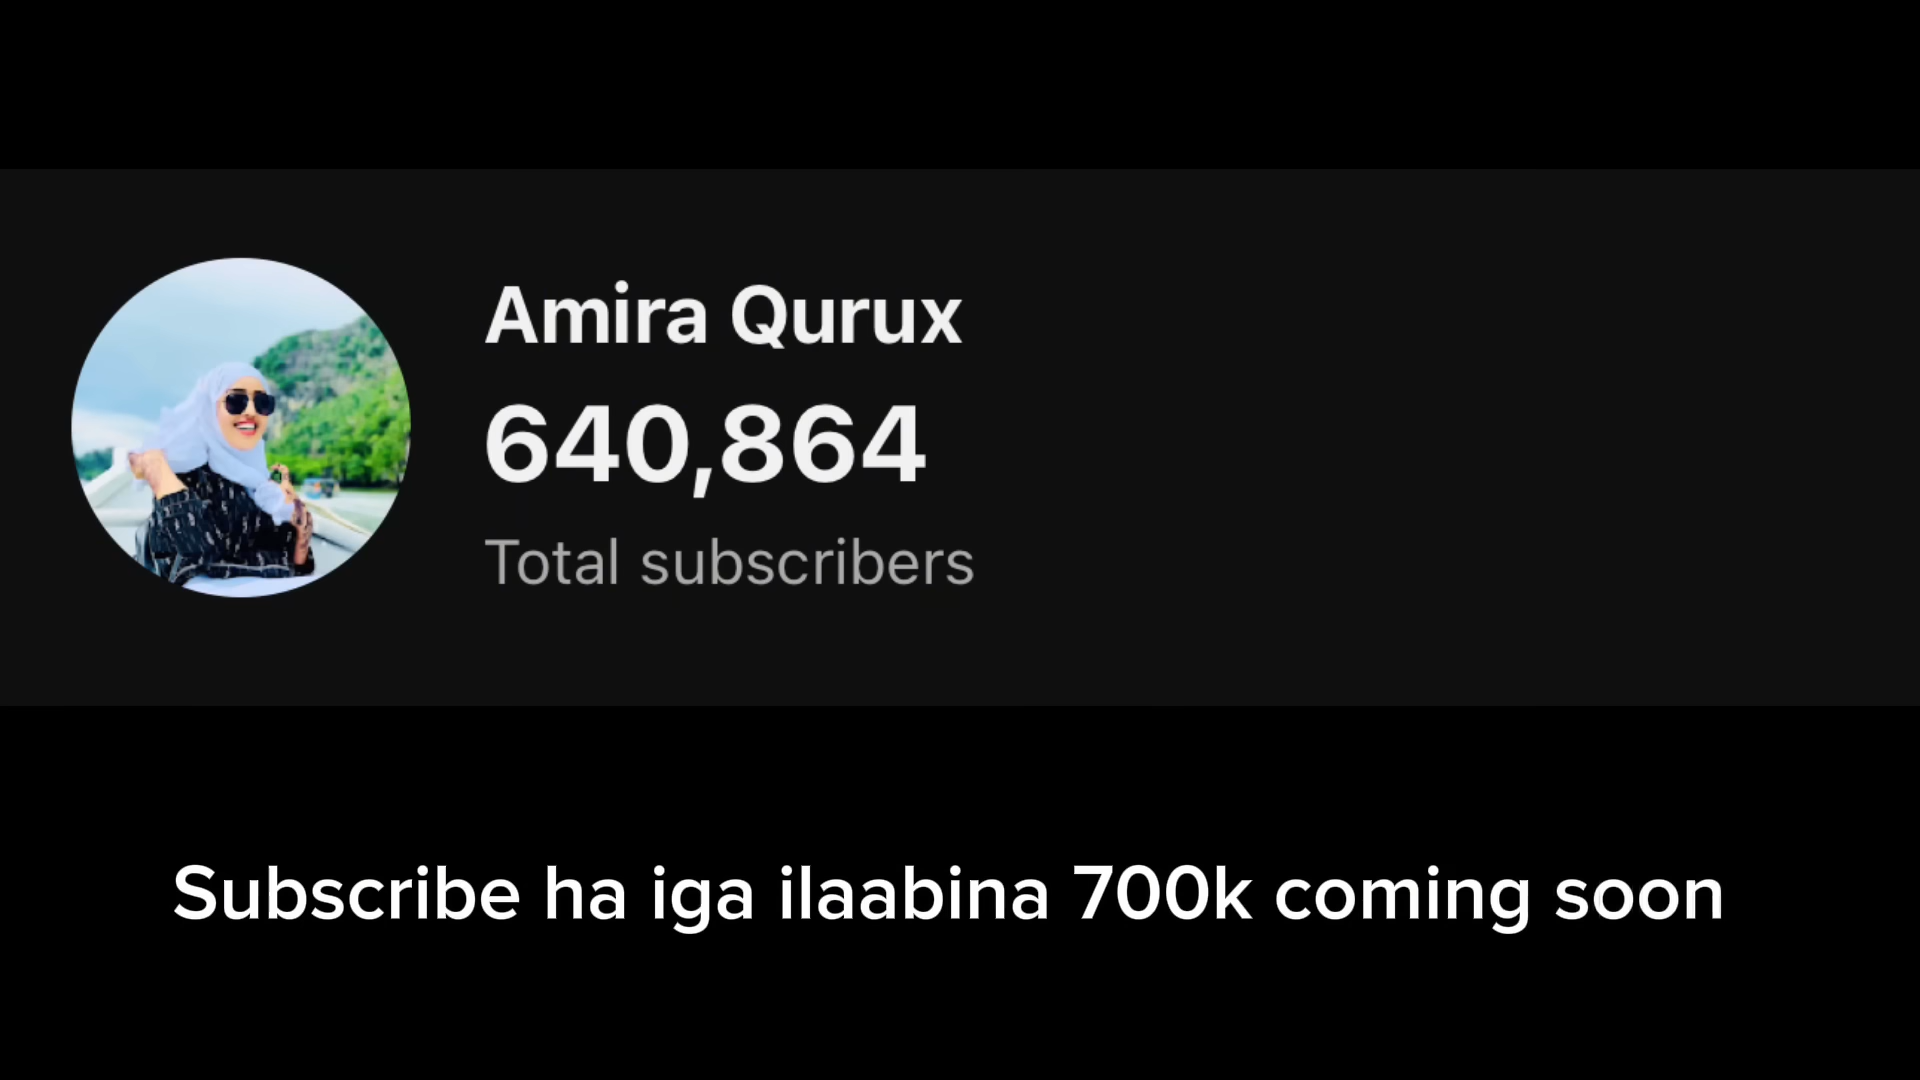 Amira Qurux
640,864
Total subscribers
Subscribe ha iga ilaabina 700k coming soon